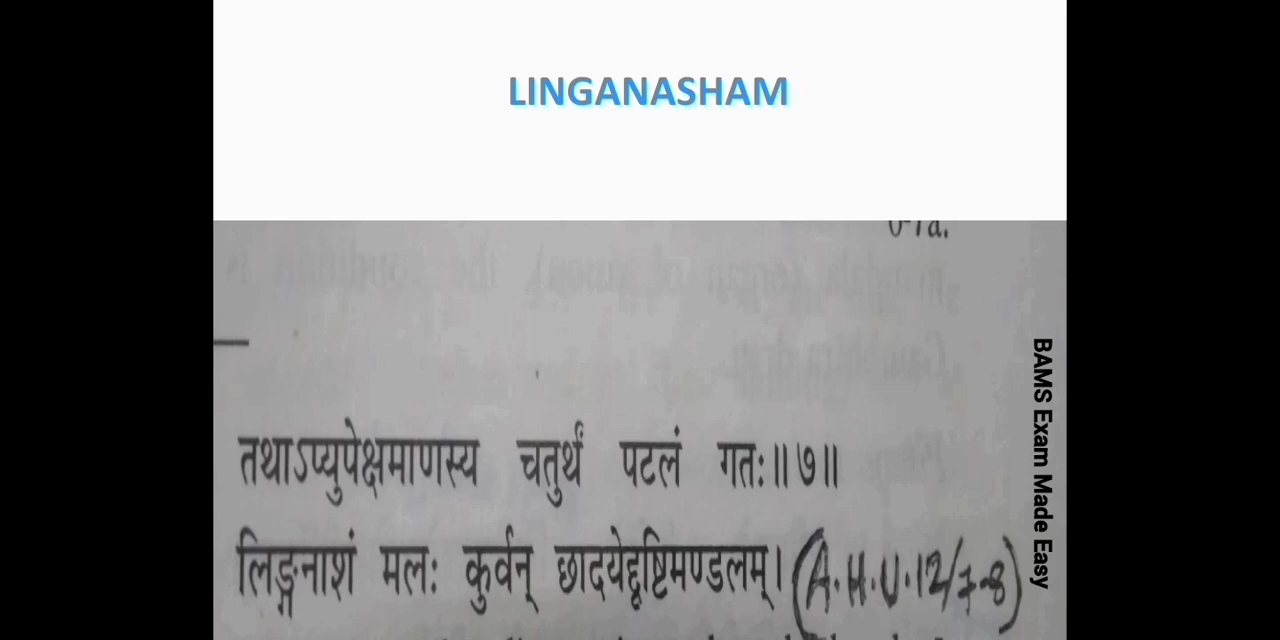 LINGANASHAM
तथाऽप्युपेक्षमाणस्य चतुर्थं पटलं गतः॥७॥
लिङ्गनाशं मलः कुर्वन् छादयेद्दृष्टिमण्डलम्। (A.H.U.12/7-8)
BAMS Exam Made Easy